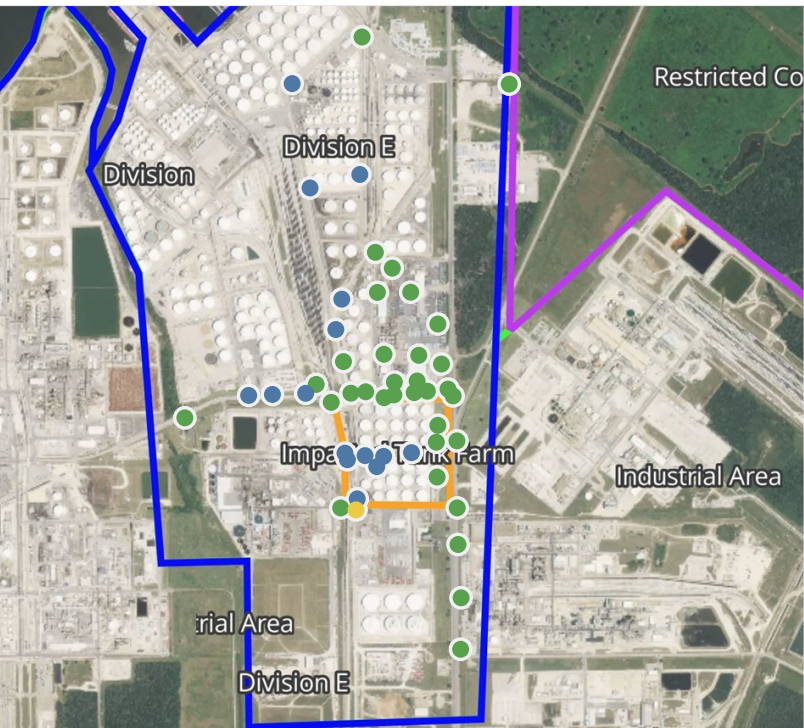 Restricted Co
Division E
Division
Impa Tank Farm
Industrial Area
rial Area
Division E